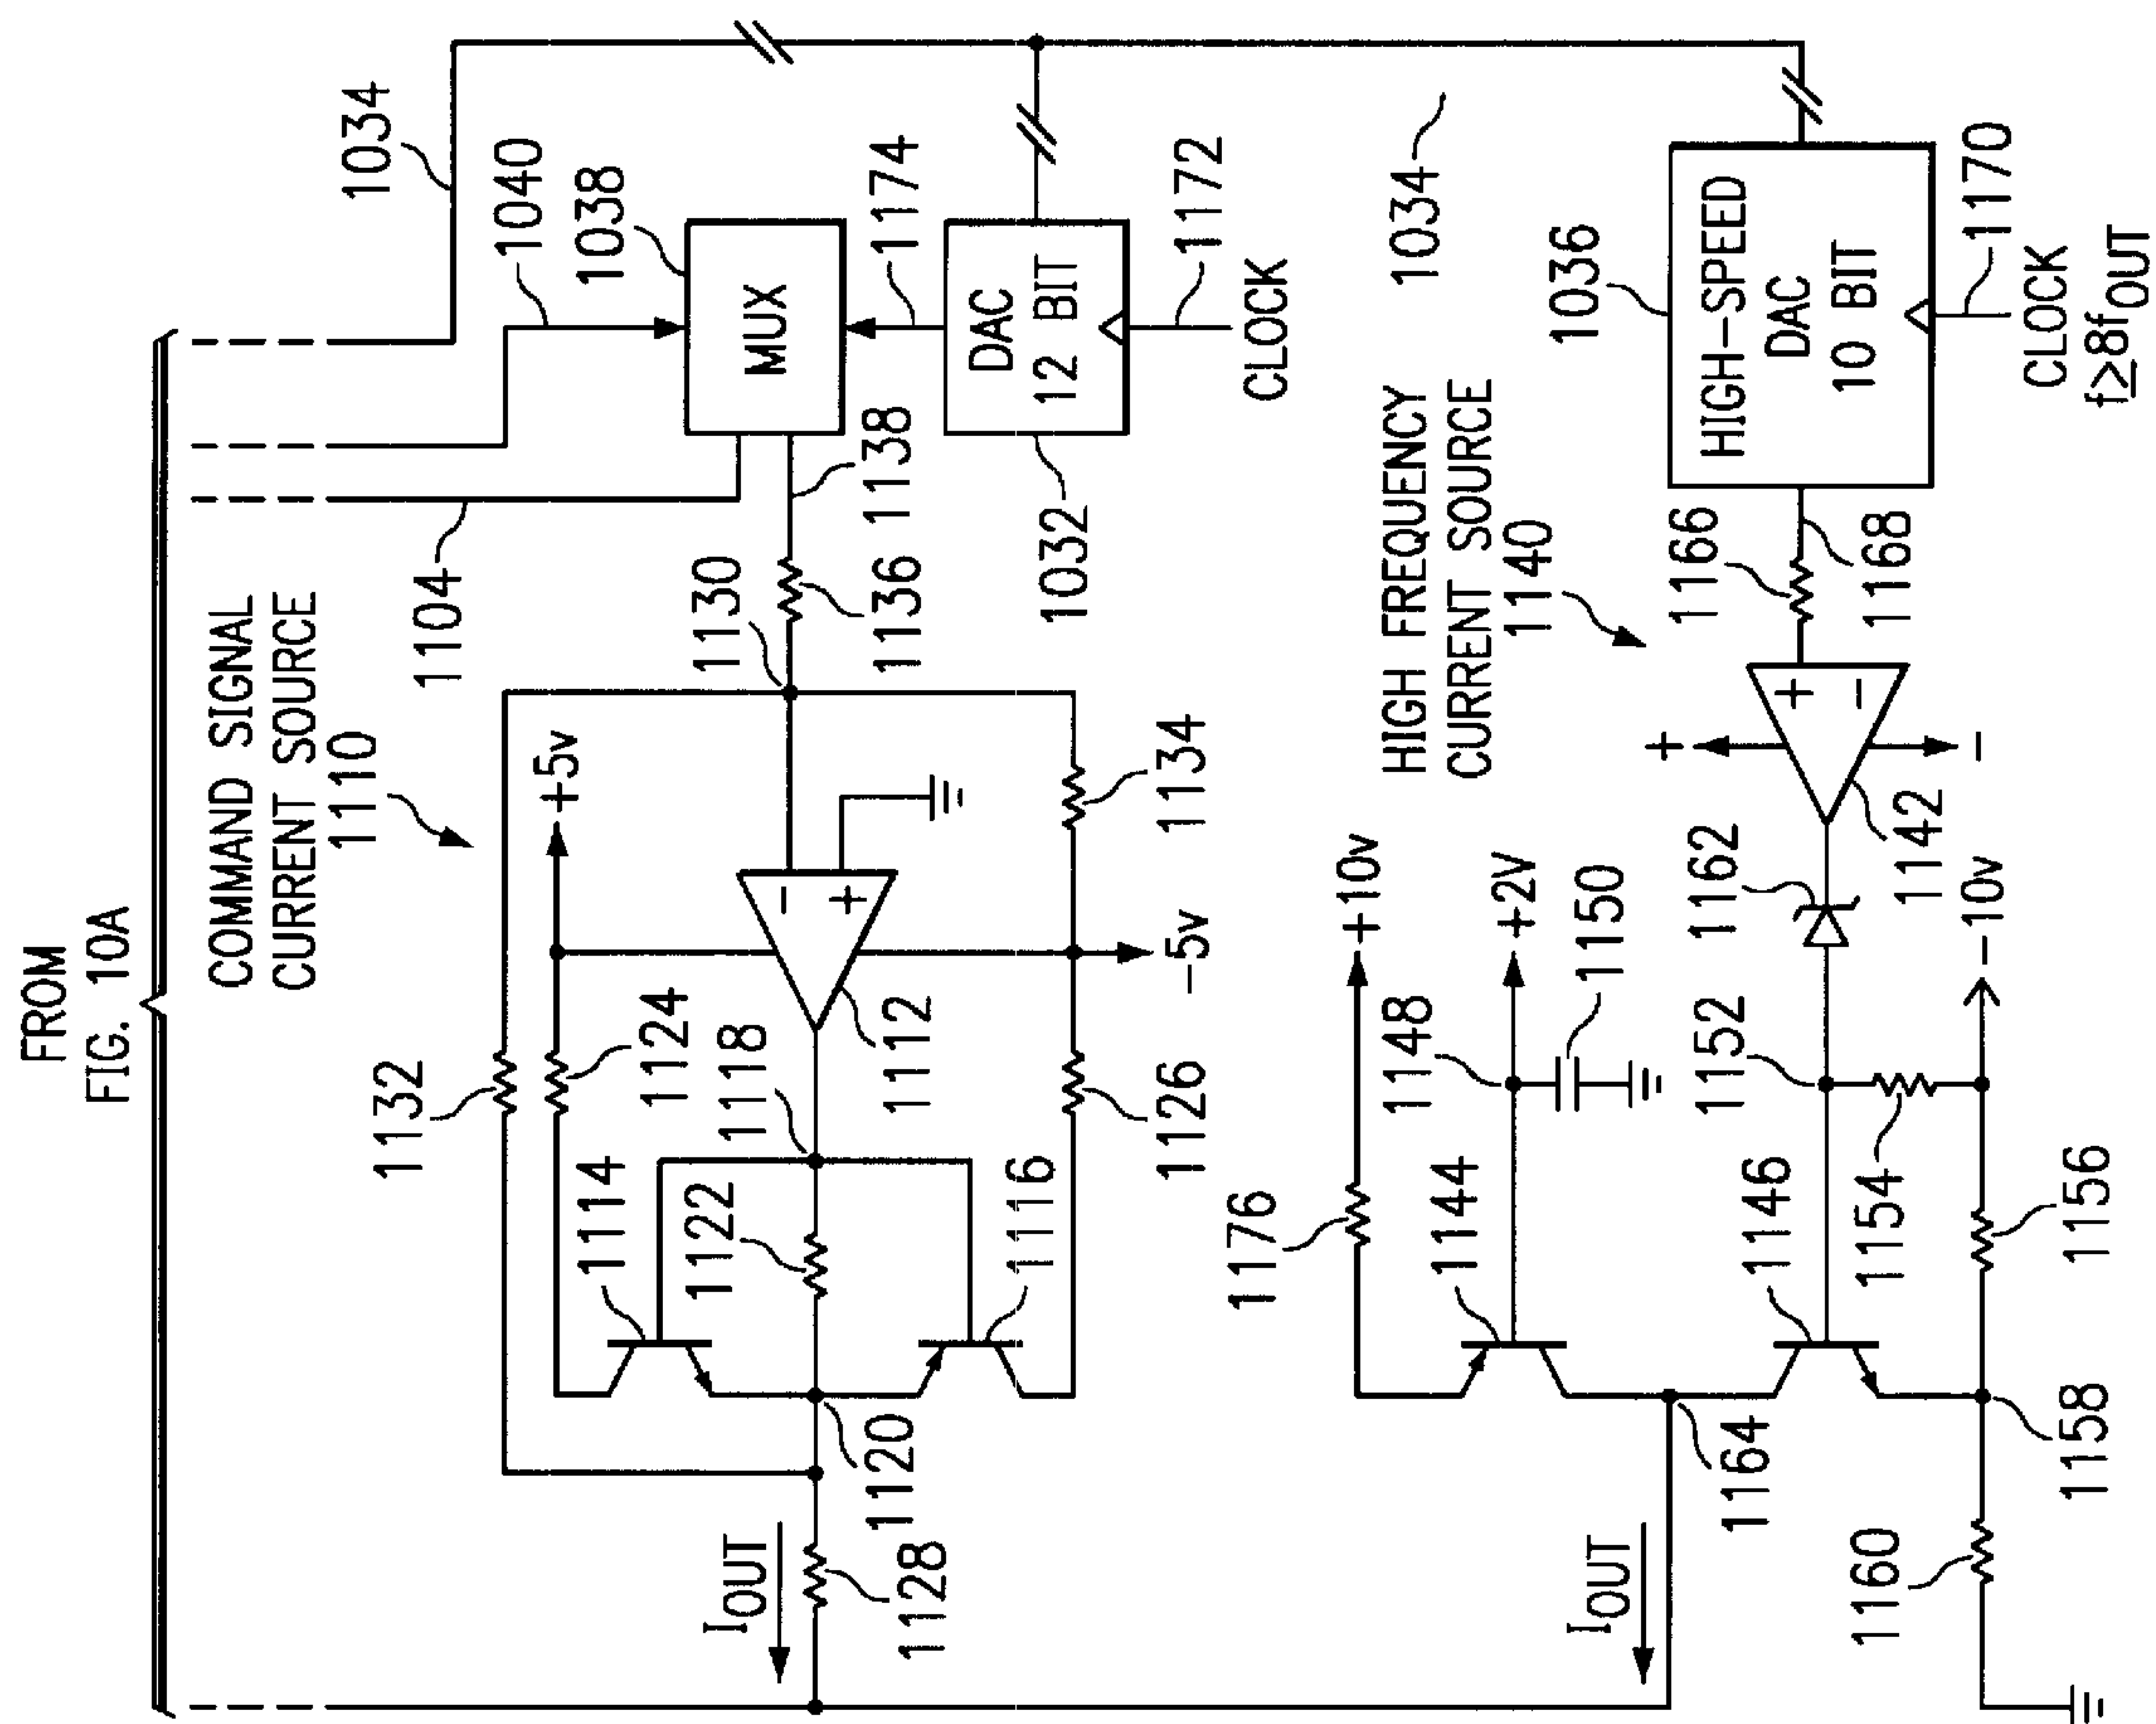 FROM
FIG. 10A
COMMAND SIGNAL
CURRENT SOURCE
1110
1034
1040
1038
MUX
1174
DAC
12 BIT
1172
CLOCK
1032
1104
1138
1136
1130
+5v
1132
1124
1118
1112
-5v
1134
1126
1114
1122
1116
1120
IOUT
1128
HIGH FREQUENCY
CURRENT SOURCE
1140
1034
1036
HIGH-SPEED
DAC
10 BIT
1170
CLOCK
f≥8fOUT
1166
1168
+
-
+
-
-
+
1142
1162
+10v
+2V
1150
-10v
1148
1152
1176
1144
1146
1154
1156
1164
1158
IOUT
1160